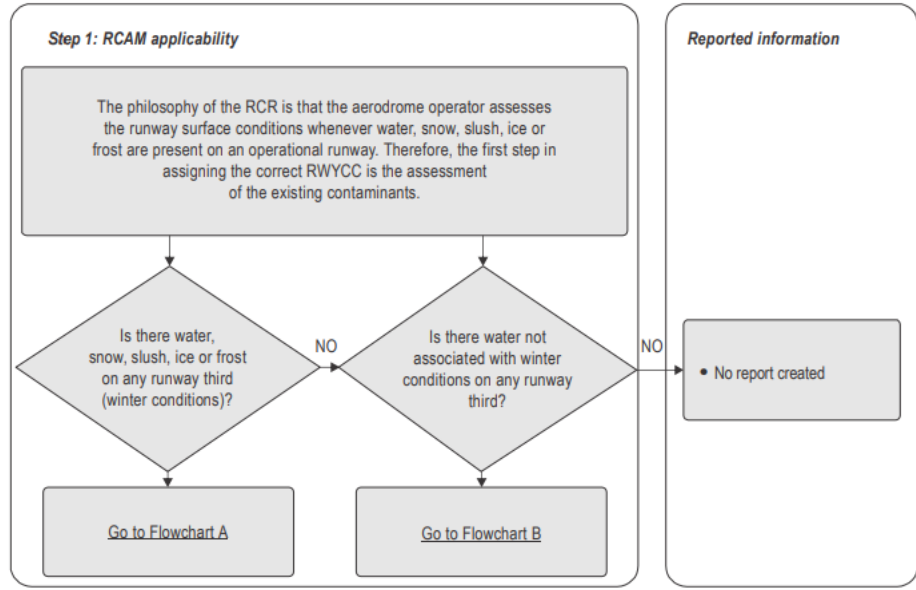 Step 1: RCAM applicability
Reported information
The philosophy of the RCR is that the aerodrome operator assesses
the runway surface conditions whenever water, snow, slush, ice or
frost are present on an operational runway. Therefore, the first step in
assigning the correct RWYCC is the assessment
of the existing contaminants.
Is there water,
snow, slush, ice or frost
on any runway third
(winter conditions)?
NO
Is there water not
associated with winter
conditions on any runway
third?
NO
• No report created
Go to Flowchart A
Go to Flowchart B